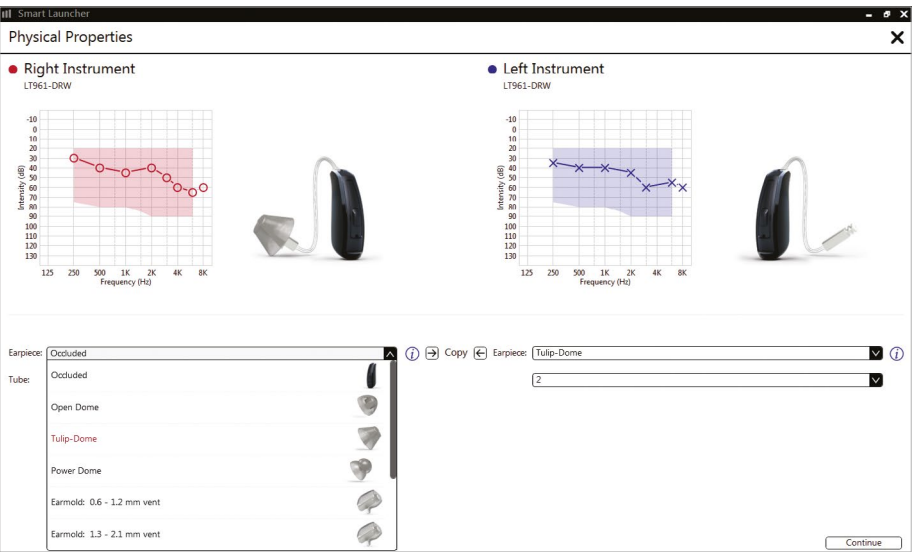 Smart Launcher
Physical Properties
Right Instrument
LT961-DRW
-10
0
10
20
30
40
50
60
70
80
90
100
110
120
130
Intensity (dB)
125 250 500 1K 2K 4K 8K
Frequency (Hz)
Left Instrument
LT961-DRW
-10
0
10
20
30
40
50
60
70
80
90
100
110
120
130
Intensity (dB)
125 250 500 1K 2K 4K 8K
Frequency (Hz)
Earpiece: Occluded i Copy Earpiece: Tulip-Dome i
Tube: 2
Occluded
Open Dome
Tulip-Dome
Power Dome
Earmold: 0.6 - 1.2 mm vent
Earmold: 1.3 - 2.1 mm vent
Continue